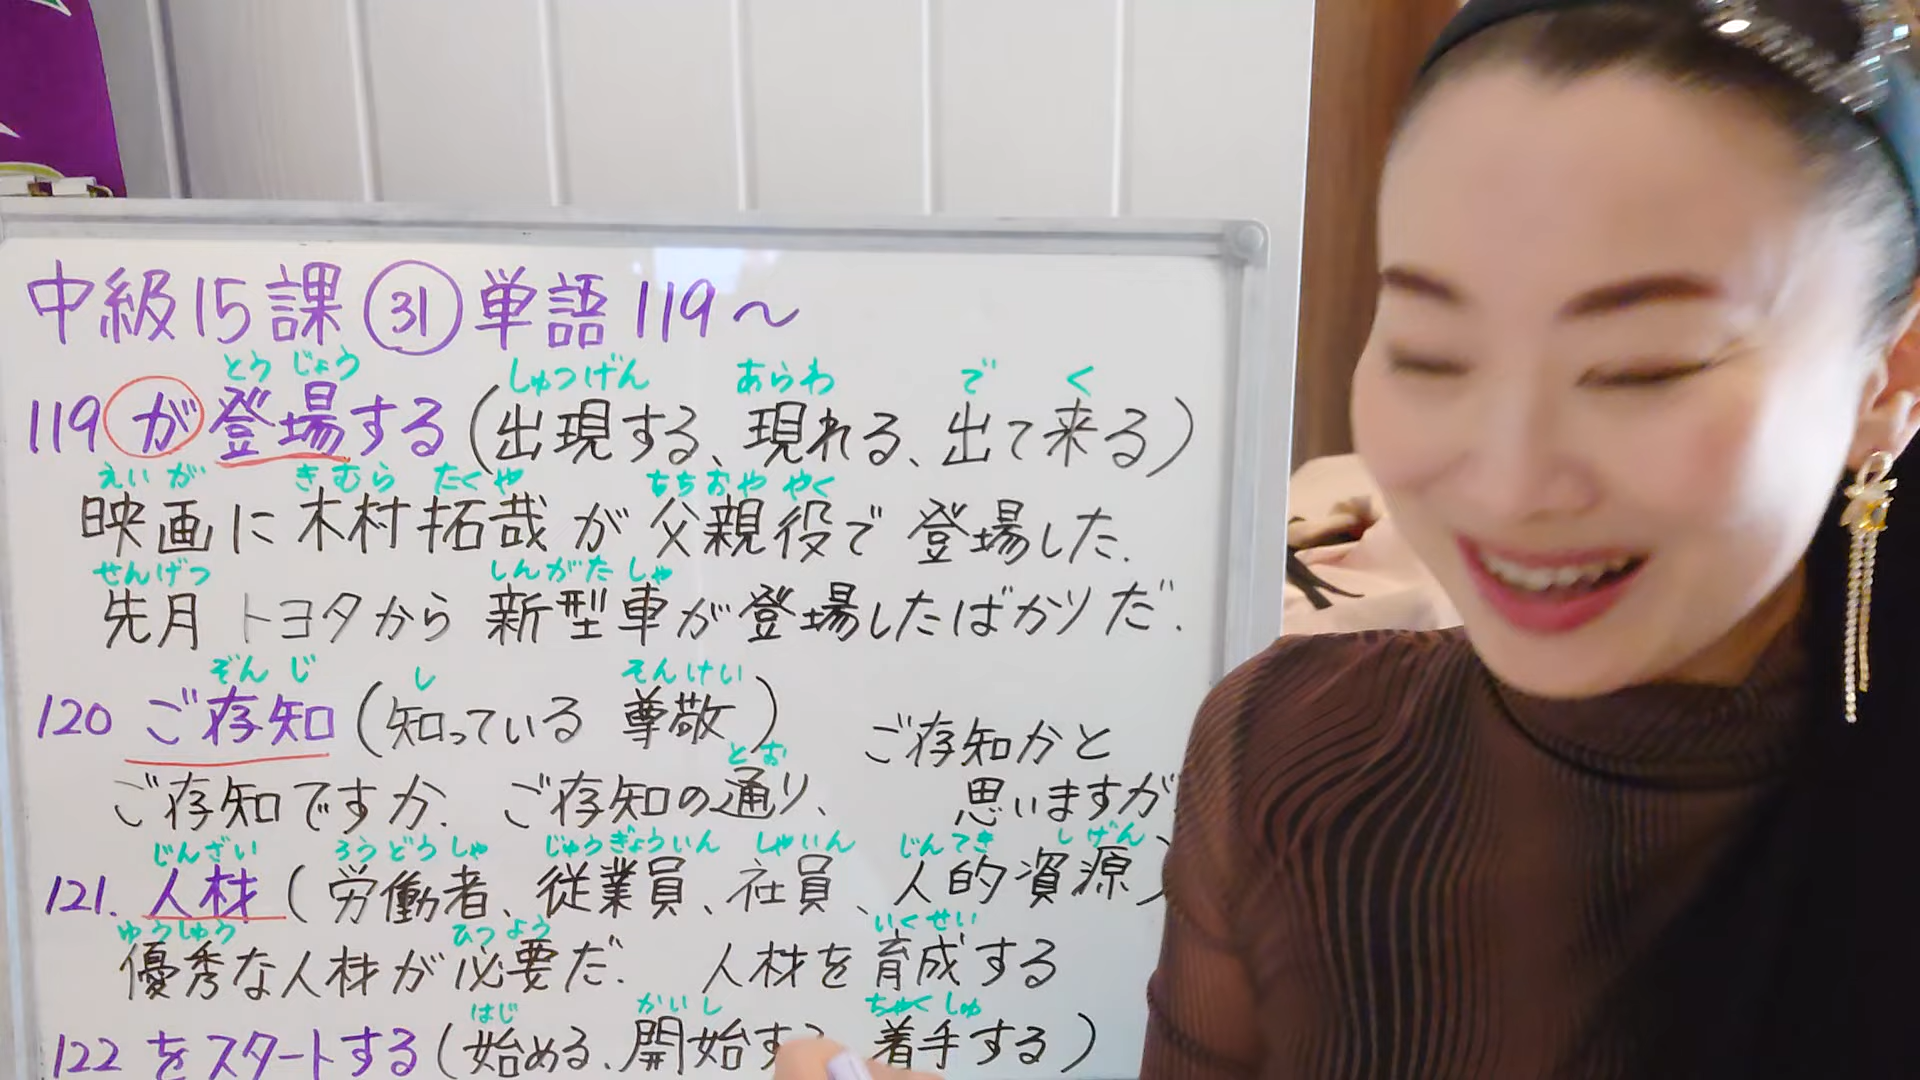 中級15課 ㉛ 単語119〜
とうじょう しゅつげん あらわ で く
119 が登場する(出現する、現れる、出て来る)
えいが きむら たくや ちちおややく
映画に木村拓哉が父親役で登場した.
せんげつ しんがたしゃ
先月トヨタから新型車が登場したばかりだ.
ぞんじ し そんけい
120 ご存知(知っている 尊敬)
とお
ご存知ですか. ご存知の通り、
ご存知かと
思いますが
じんざい ろうどうしゃ じゅうぎょういん しゃいん じんてき しげん
121. 人材(労働者、従業員、社員、人的資源)
ゆうしゅう ひつよう いくせい
優秀な人材が必要だ. 人材を育成する
はじ かいし ちゃくしゅ
122 をスタートする(始める、開始する 着手する)